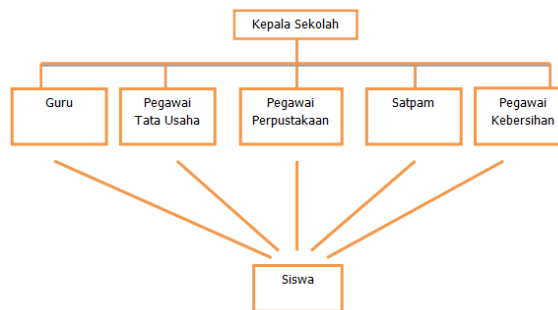 Kepala Sekolah
Guru
Pegawai
Tata Usaha
Pegawai
Perpustakaan
Satpam
Pegawai
Kebersihan
Siswa